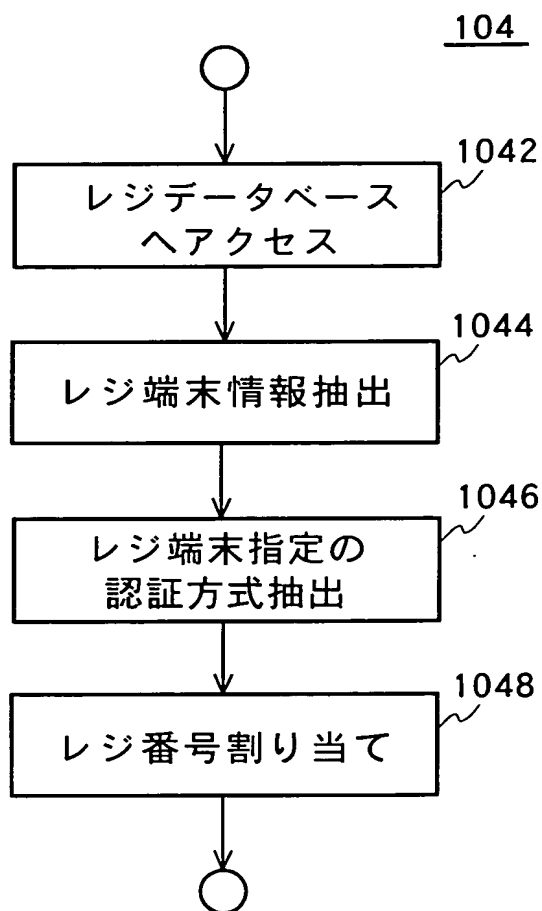 104
1042
レジデータベース
へアクセス
1044
レジ端末情報抽出
1046
レジ端末指定の
認証方式抽出
1048
レジ番号割り当て